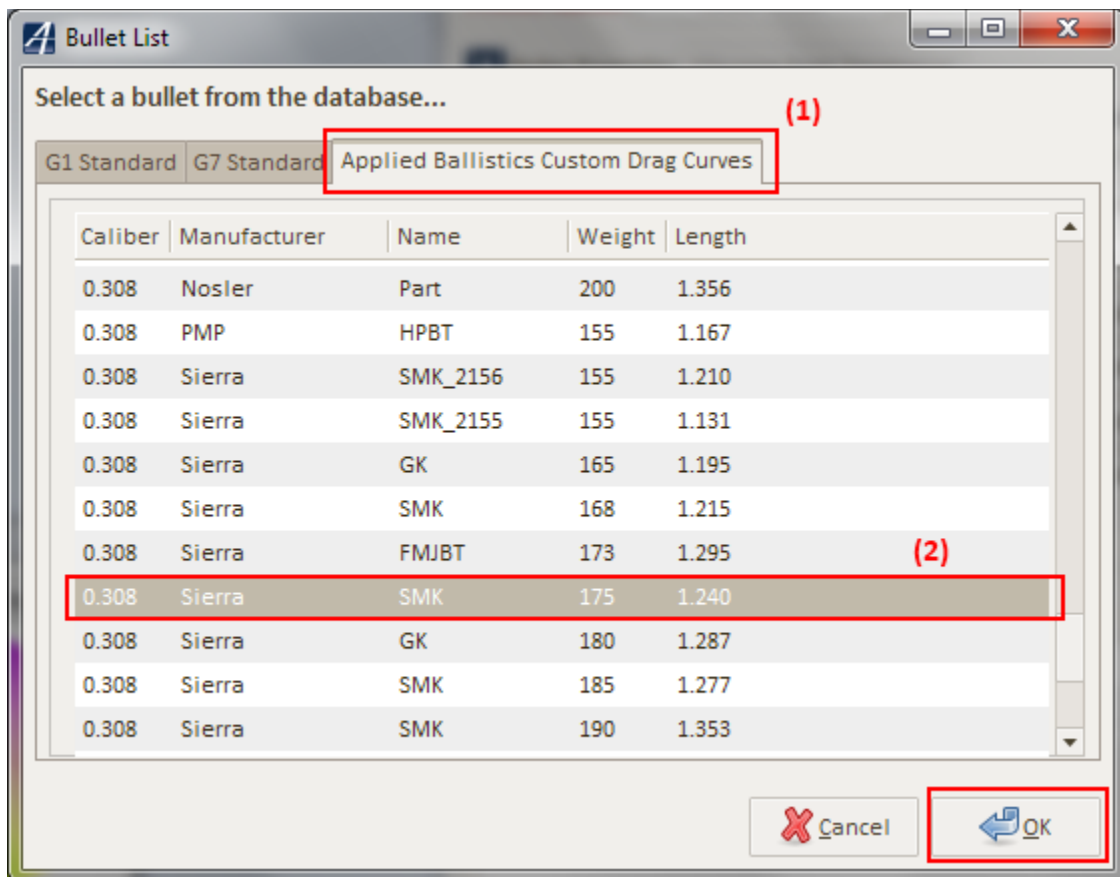 Bullet List
Select a bullet from the database...
(1)
G1 Standard G7 Standard Applied Ballistics Custom Drag Curves
Caliber Manufacturer Name Weight Length
0.308 Nosler Part 200 1.356
0.308 PMP HPBT 155 1.167
0.308 Sierra SMK_2156 155 1.210
0.308 Sierra SMK_2155 155 1.131
0.308 Sierra GK 165 1.195
0.308 Sierra SMK 168 1.215
0.308 Sierra FMJBT 173 1.295
(2)
0.308 Sierra SMK 175 1.240
0.308 Sierra GK 180 1.287
0.308 Sierra SMK 185 1.277
0.308 Sierra SMK 190 1.353
Cancel OK